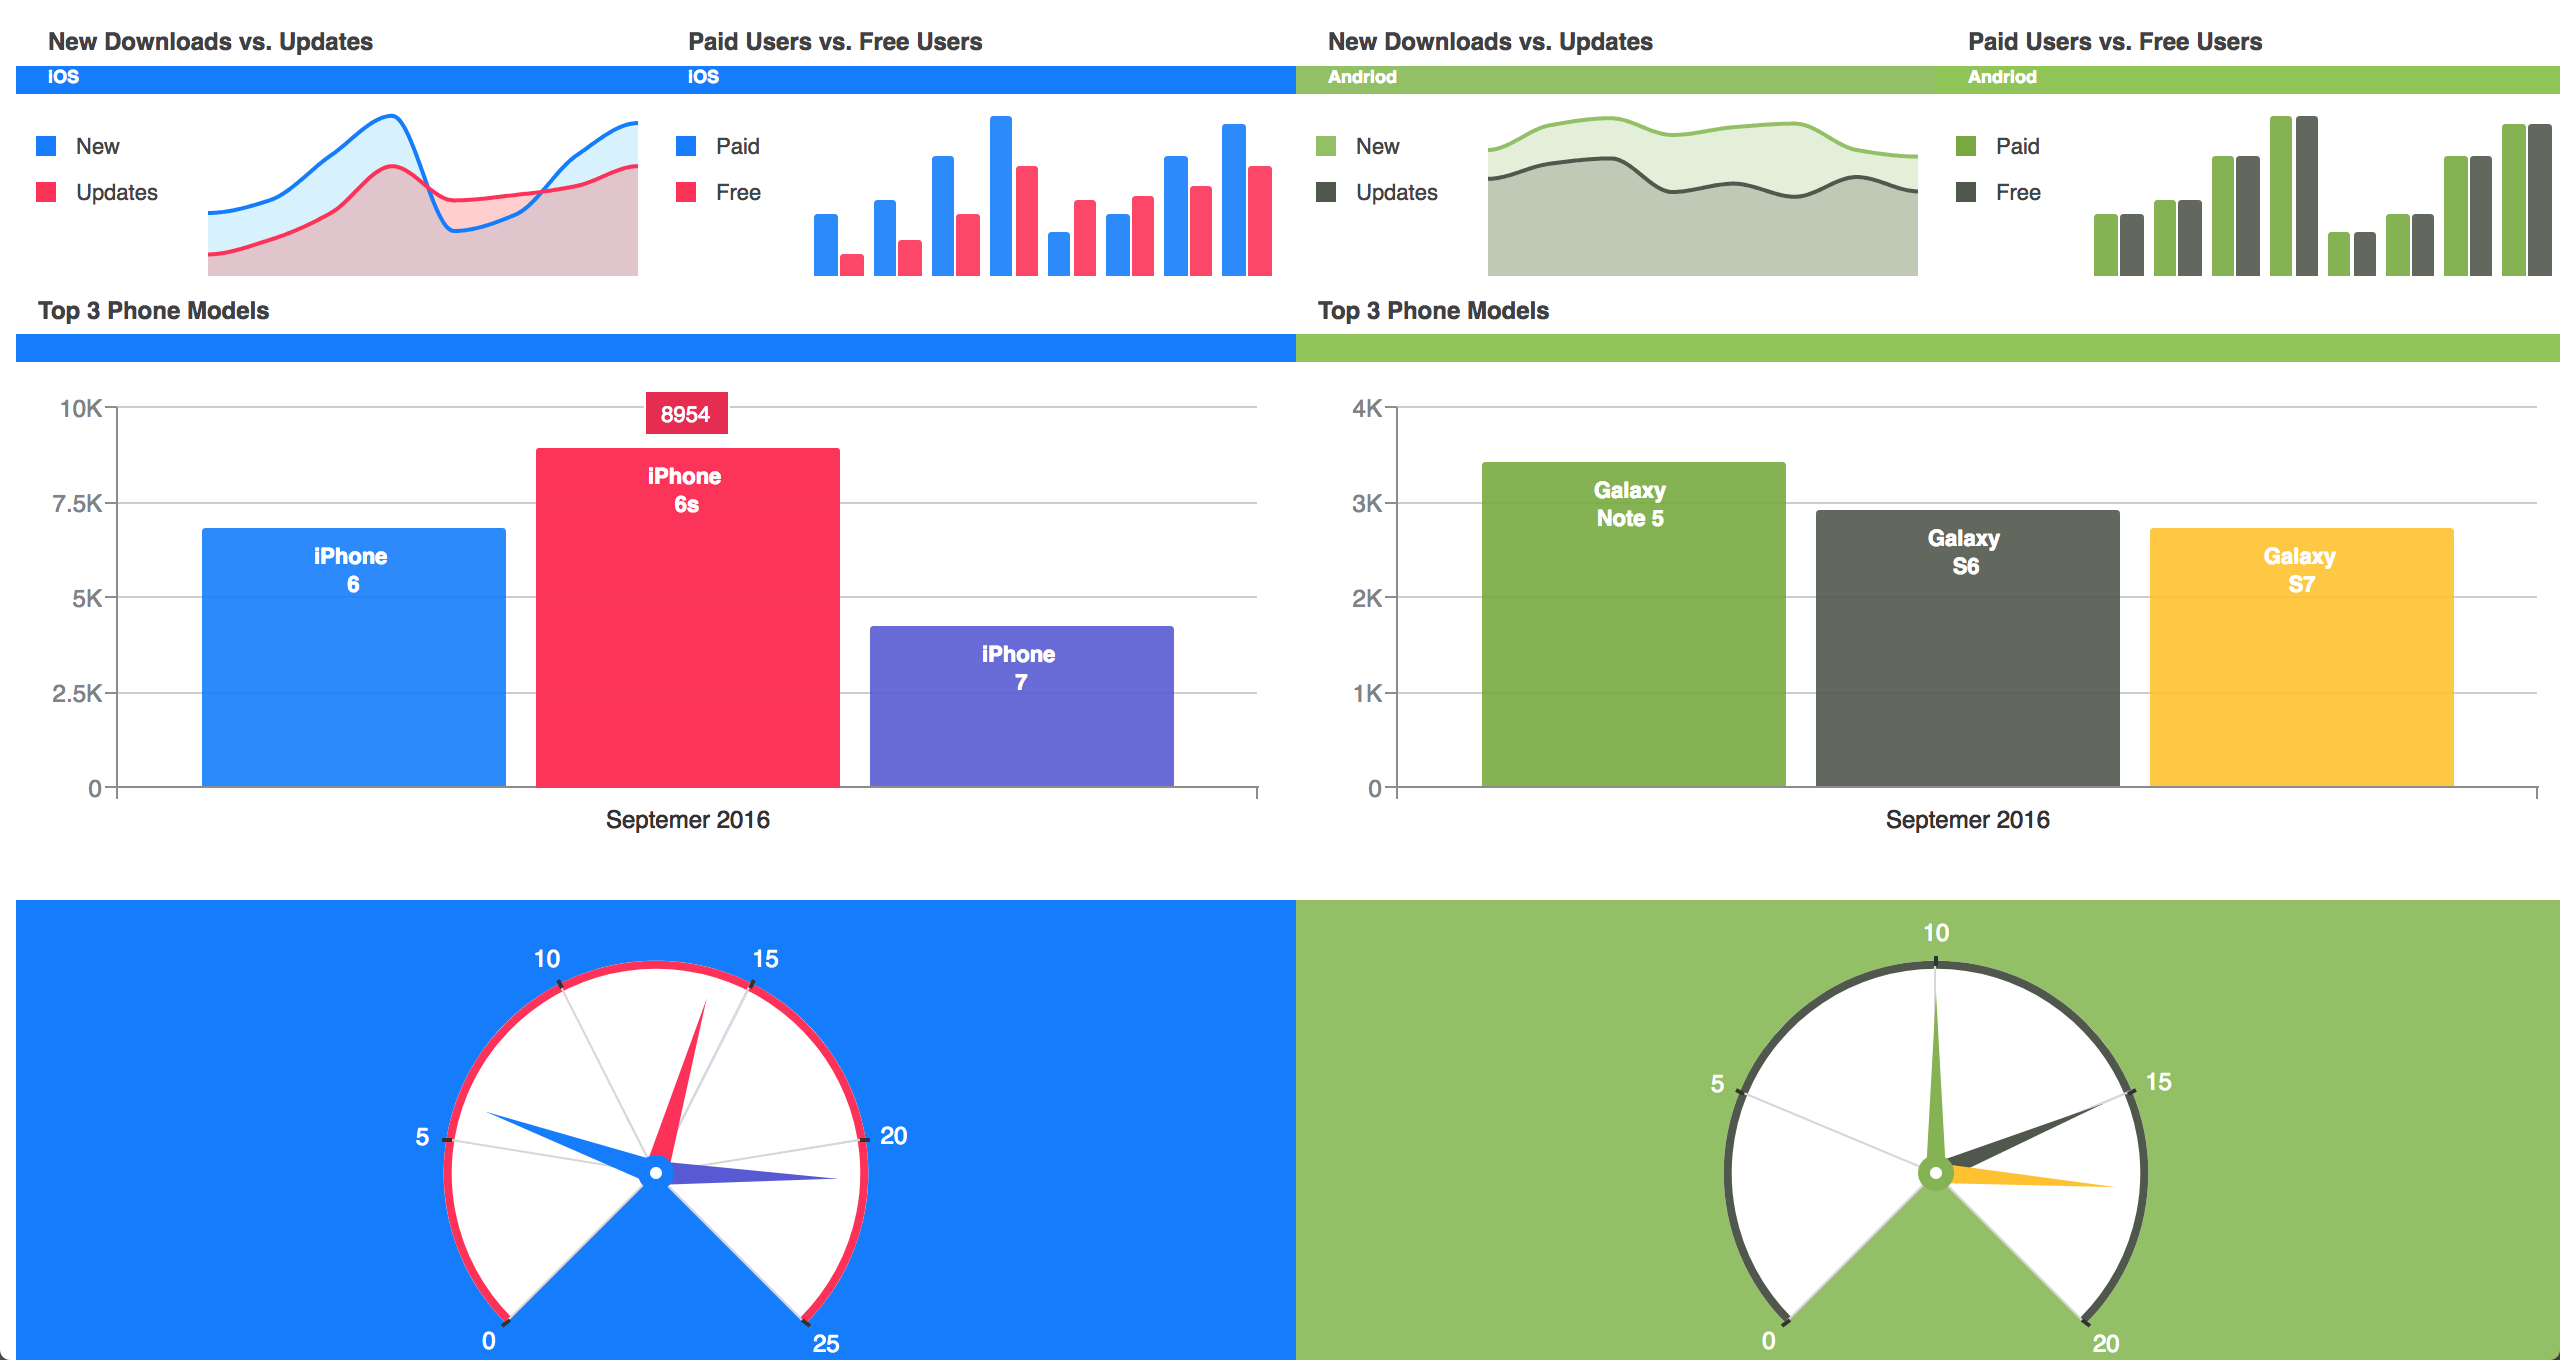 New Downloads vs. Updates
iOS
New
Updates
Paid Users vs. Free Users
iOS
Paid
Free
New Downloads vs. Updates
Andriod
New
Updates
Paid Users vs. Free Users
Andriod
Paid
Free
Top 3 Phone Models
10K
7.5K
5K
2.5K
0
8954
iPhone
6
iPhone
6s
iPhone
7
Septemer 2016
Top 3 Phone Models
4K
3K
2K
1K
0
Galaxy
Note 5
Galaxy
S6
Galaxy
S7
Septemer 2016
0
5
10
15
20
25
0
5
10
15
20